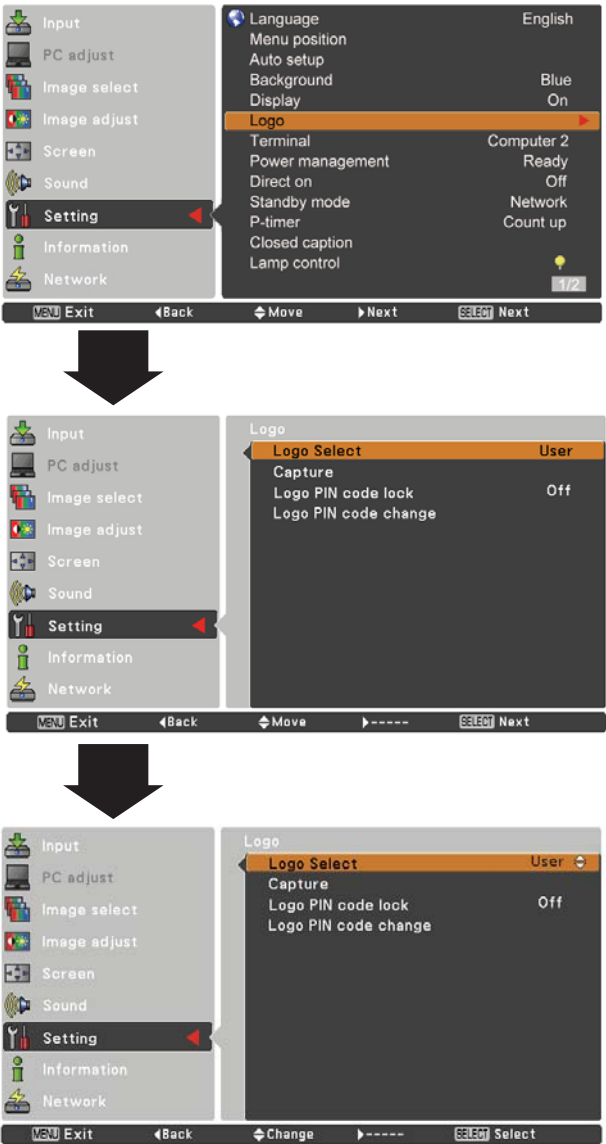 Input
PC adjust
Image select
Image adjust
Screen
Sound
Setting
Information
Network
Language English
Menu position
Auto setup
Background Blue
Display On
Logo
Terminal Computer 2
Power management Ready
Direct on Off
Standby mode Network
P-timer Count up
Closed caption
Lamp control
1/2
MENU Exit Back Move Next SELECT Next
Input
PC adjust
Image select
Image adjust
Screen
Sound
Setting
Information
Network
Logo
Logo Select User
Capture
Logo PIN code lock Off
Logo PIN code change
MENU Exit Back Move ----- SELECT Next
Input
PC adjust
Image select
Image adjust
Screen
Sound
Setting
Information
Network
Logo
Logo Select User
Capture
Logo PIN code lock Off
Logo PIN code change
MENU Exit Back Change ----- SELECT Select